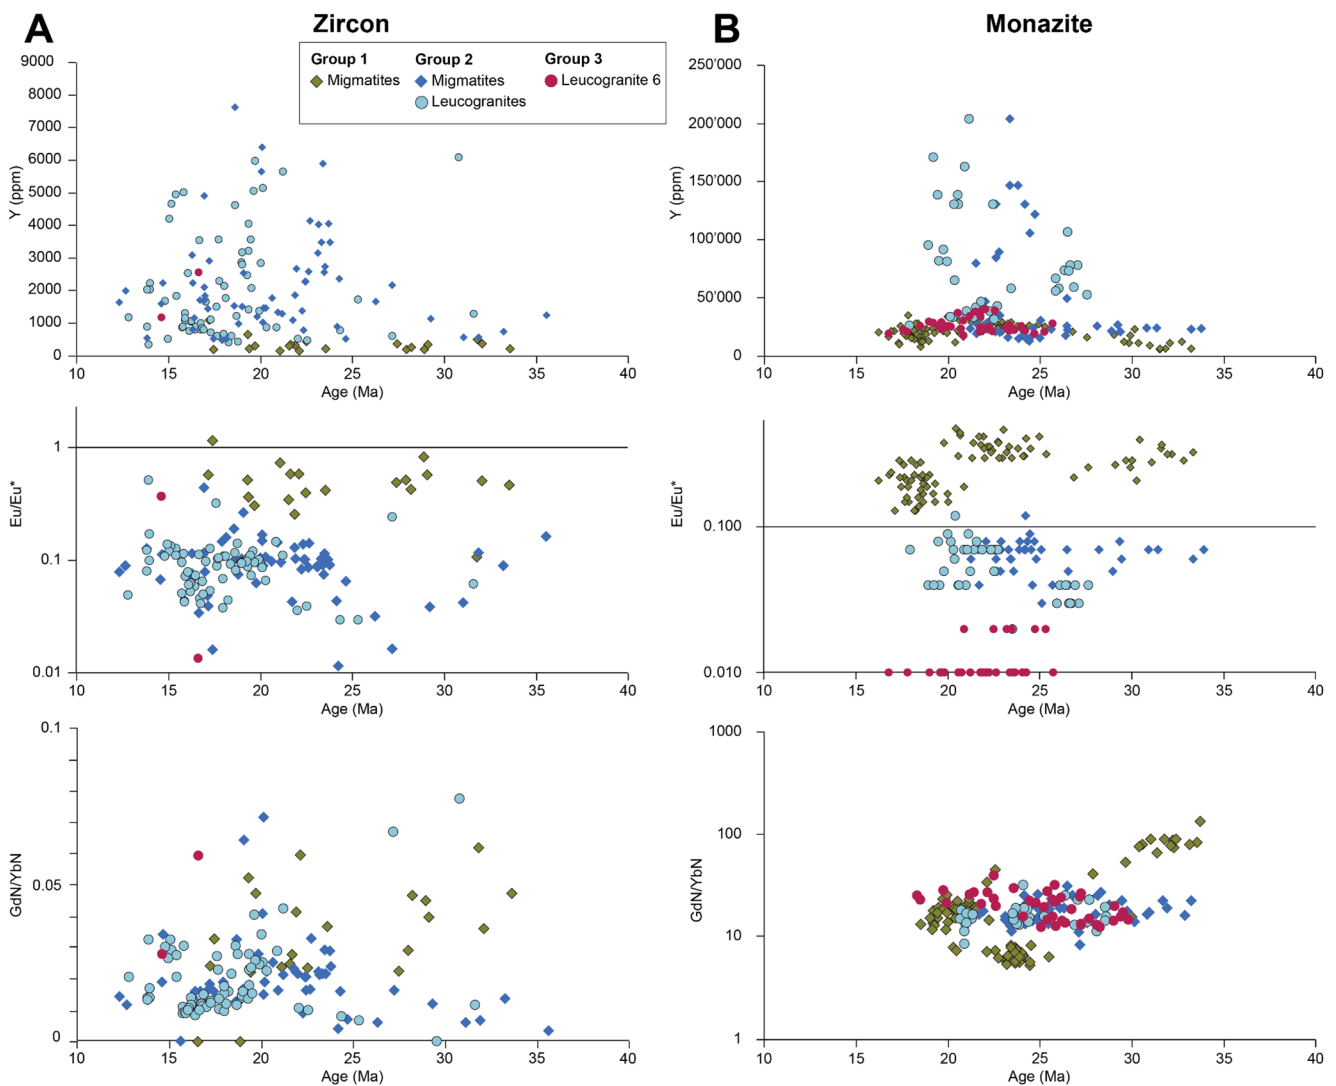 A
Zircon
B
Monazite
Group 1
Group 2
Group 3
Migmatites
Migmatites
Leucogranite 6
Leucogranites
9000
8000
7000
6000
5000
4000
3000
2000
1000
0
Y (ppm)
10 15 20 25 30 35 40
Age (Ma)
250'000
200'000
150'000
100'000
50'000
0
Y (ppm)
10 15 20 25 30 35 40
Age (Ma)
1
0.1
0.01
Eu/Eu*
10 15 20 25 30 35 40
Age (Ma)
0.100
0.010
Eu/Eu*
10 15 20 25 30 35 40
Age (Ma)
0.1
0.05
0
GdN/YbN
10 15 20 25 30 35 40
Age (Ma)
1000
100
10
1
GdN/YbN
10 15 20 25 30 35 40
Age (Ma)